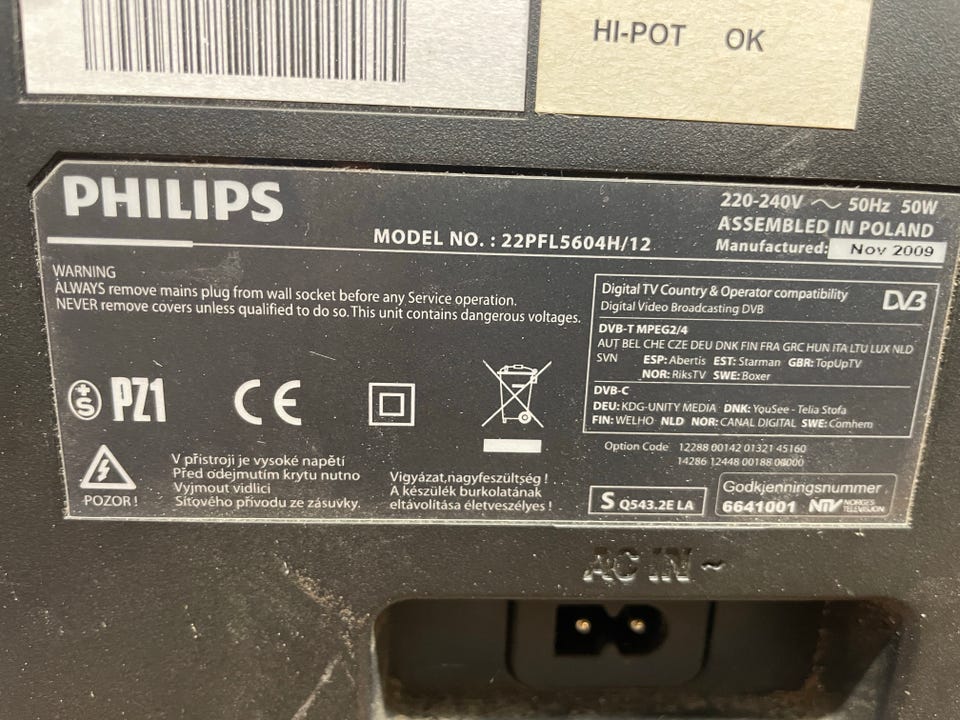 HI-POT OK
PHILIPS
MODEL NO. : 22PFL5604H/12
220-240V ~ 50Hz 50W
ASSEMBLED IN POLAND
Manufactured: Nov 2009
WARNING
ALWAYS remove mains plug from wall socket before any Service operation.
NEVER remove covers unless qualified to do so. This unit contains dangerous voltages.
Digital TV Country & Operator compatibility
Digital Video Broadcasting DVB
DVB
DVB-T MPEG2/4
AUT BEL CHE CZE DEU DNK FIN FRA GRC HUN ITA LTU LUX NLD
SVN ESP: Abertis EST: Starman GBR: TopUpTV
NOR: RiksTV SWE: Boxer
DVB-C
DEU: KDG-UNITY MEDIA DNK: YouSee - Telia Stofa
FIN: WELHO NLD NOR: CANAL DIGITAL SWE: Comhem
Option Code 12288 00142 01321 45160
14286 12448 00188 08000
S Q543.2E LA
Godkjenningsnummer
6641001 NTV NORGES TELEVISJON
S PZ1 CE
POZOR!
V přístroji je vysoké napětí
Před odejmutím krytu nutno
Vyjmout vidlici
Síťového přívodu ze zásuvky.
Vigyázat,nagyfeszültség !
A készülék burkolatának
eltávolítása életveszélyes !
AC IN ~